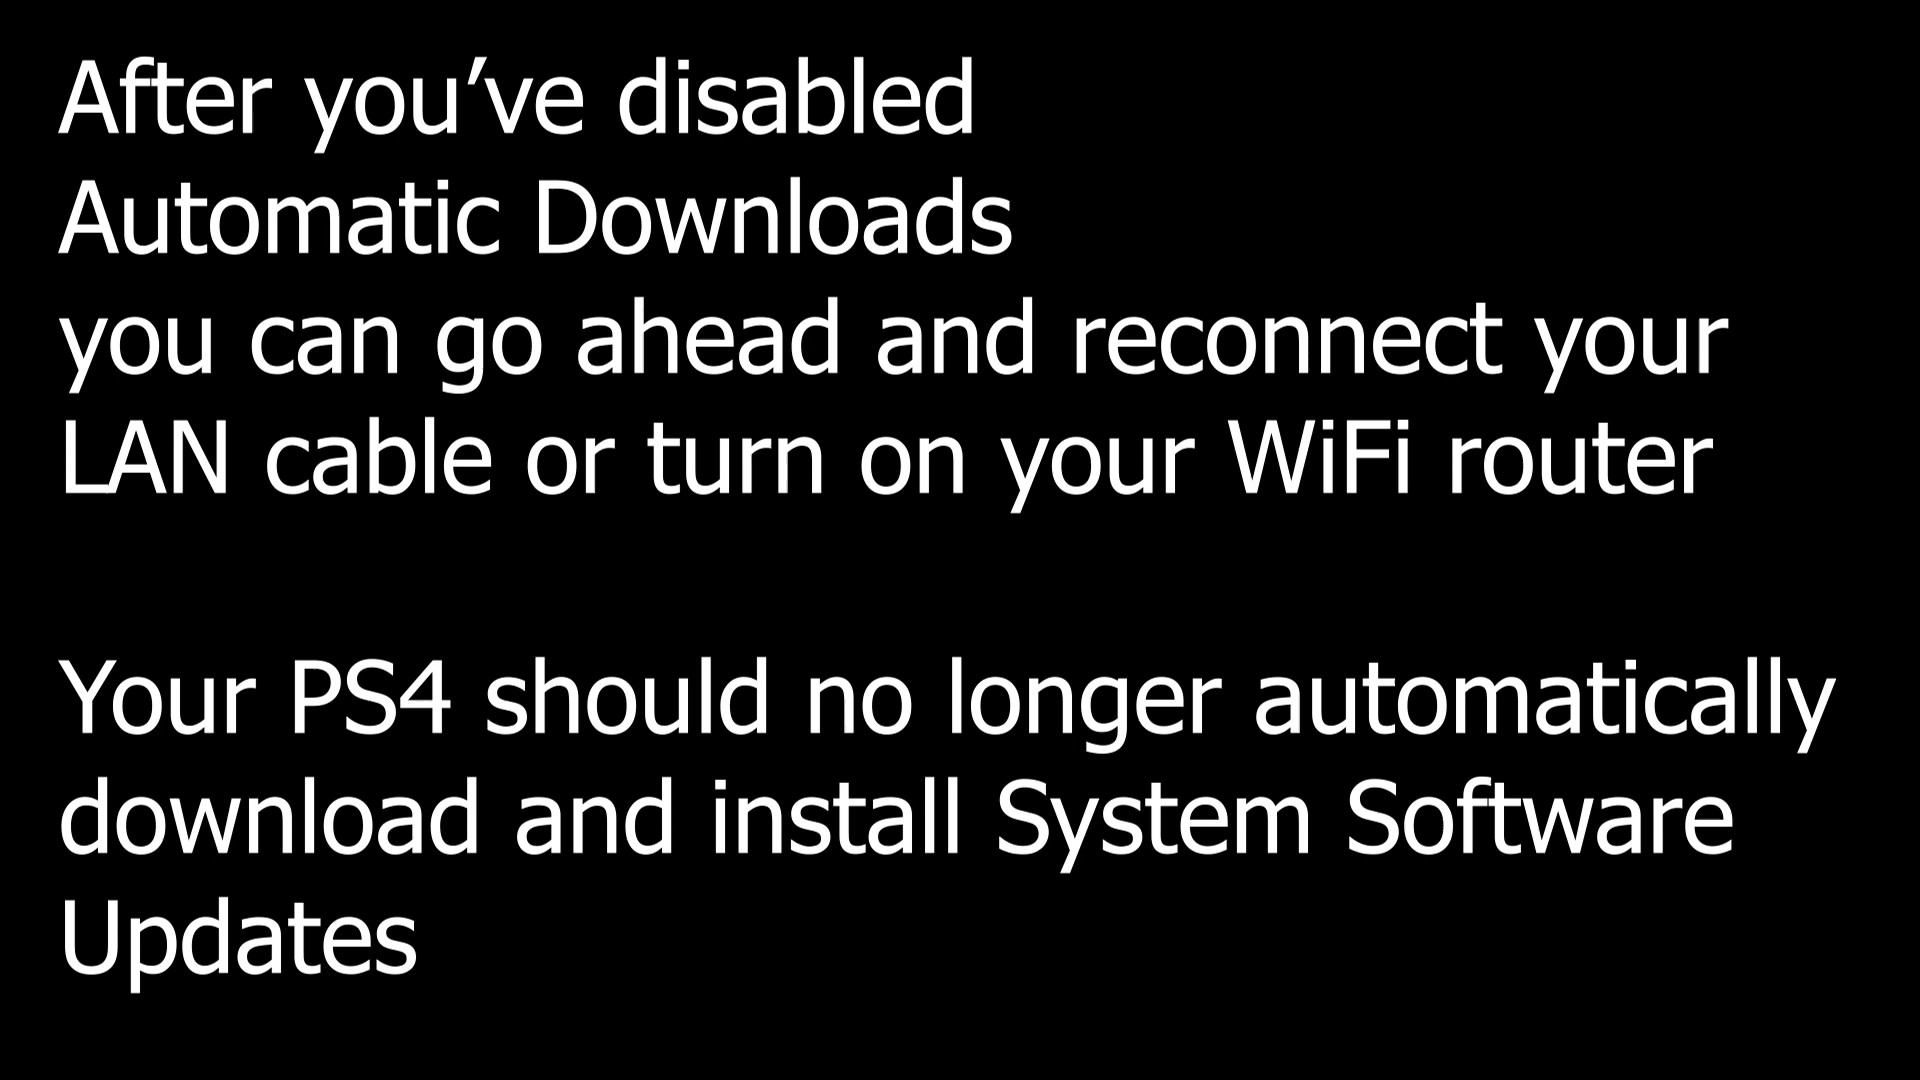 After you’ve disabled
Automatic Downloads
you can go ahead and reconnect your
LAN cable or turn on your WiFi router
Your PS4 should no longer automatically
download and install System Software
Updates